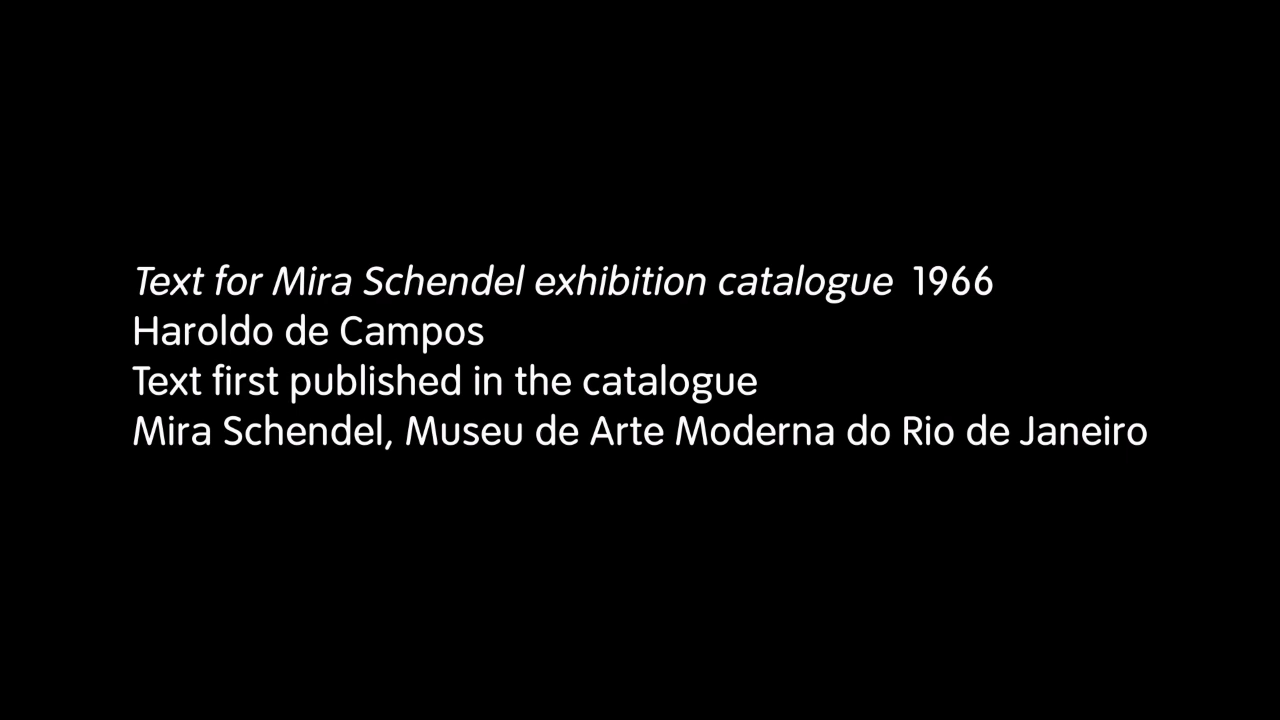 Text for Mira Schendel exhibition catalogue 1966
Haroldo de Campos
Text first published in the catalogue
Mira Schendel, Museu de Arte Moderna do Rio de Janeiro